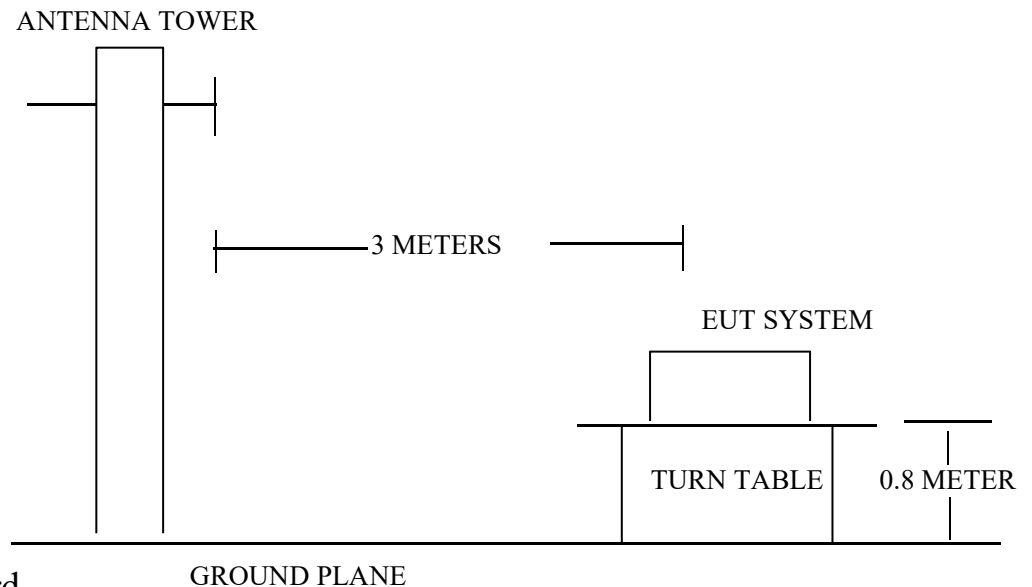 ANTENNA TOWER
3 METERS
EUT SYSTEM
TURN TABLE
0.8 METER
GROUND PLANE